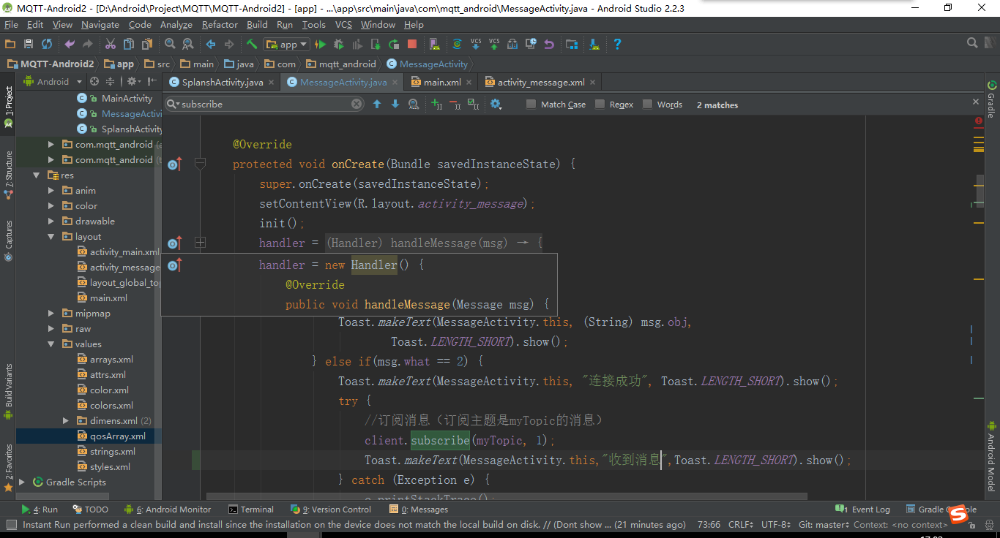 MQTT-Android2 - [D:\Android\Project\MQTT\MQTT-Android2] - [app] - ...\app\src\main\java\com\mqtt_android\MessageActivity.java - Android Studio 2.2.3
File Edit View Navigate Code Analyze Refactor Build Run Tools VCS Window Help
app VCS VCS ?
MQTT-Android2 app src main java com mqtt_android MessageActivity
1: Project
7: Structure
Captures
Build Variants
2: Favorites
Android
MainActivity
MessageActivi
SplanshActivity
com.mqtt_android (a
com.mqtt_android (t
res
anim
color
drawable
layout
activity_main.xml
activity_message
layout_global_to
main.xml
mipmap
raw
values
arrays.xml
attrs.xml
color.xml
colors.xml
dimens.xml (2)
qosArray.xml
strings.xml
styles.xml
Gradle Scripts
SplanshActivity.java MessageActivity.java main.xml activity_message.xml
subscribe Match Case Regex Words 2 matches
@Override
protected void onCreate(Bundle savedInstanceState) {
super.onCreate(savedInstanceState);
setContentView(R.layout.activity_message);
init();
handler = (Handler) handleMessage(msg) → {
handler = new Handler() {
@Override
public void handleMessage(Message msg) {
Toast.makeText(MessageActivity.this, (String) msg.obj,
Toast.LENGTH_SHORT).show();
} else if(msg.what == 2) {
Toast.makeText(MessageActivity.this, "连接成功", Toast.LENGTH_SHORT).show();
try {
//订阅消息（订阅主题是myTopic的消息）
client.subscribe(myTopic, 1);
Toast.makeText(MessageActivity.this,"收到消息",Toast.LENGTH_SHORT).show();
} catch (Exception e) {
e.printStackTrace();
Gradle
Android Model
4: Run TODO 6: Android Monitor Terminal 9: Version Control 0: Messages 1 Event Log Gradle
Instant Run performed a clean build and install since the installation on the device does not match the local build on disk. // (Dont show ... (21 minutes ago) 73:66 CRLF UTF-8 Git: master Context: <no context>